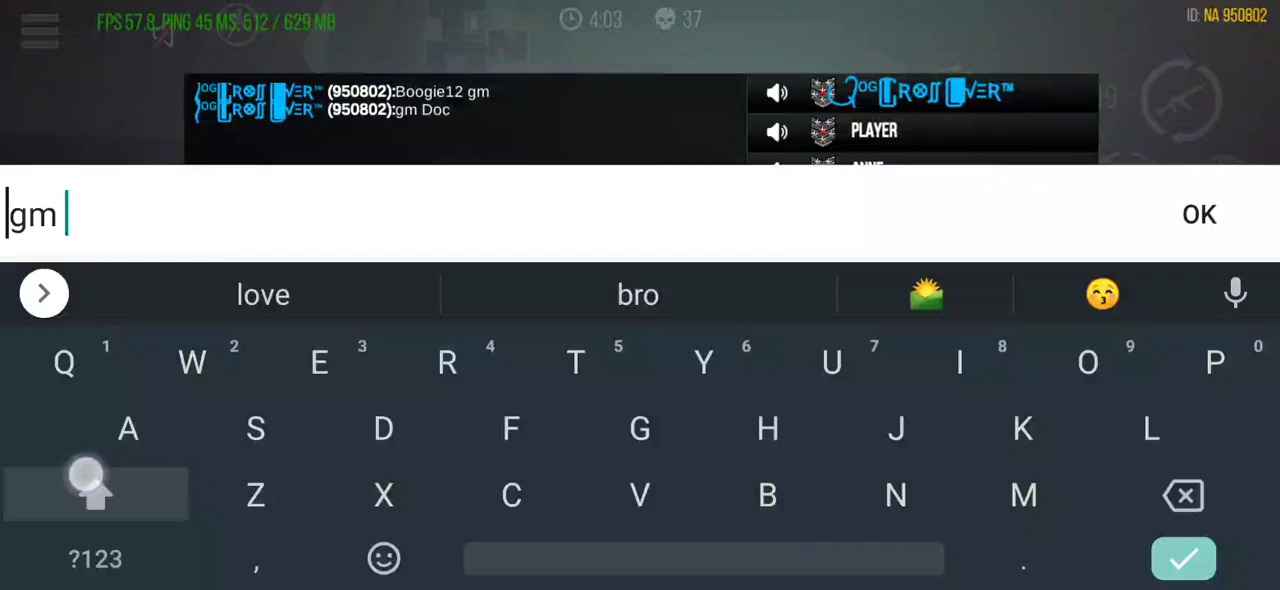 FPS 57.8, PING 45 MS, 512 / 629 MB
4:03
37
ID: NA 950802
(950802):Boogie12 gm
(950802):gm Doc
PLAYER
gm
OK
love
bro
Q 1 W 2 E 3 R 4 T 5 Y 6 U 7 I 8 O 9 P 0
A S D F G H J K L
Z X C V B N M
?123 , .